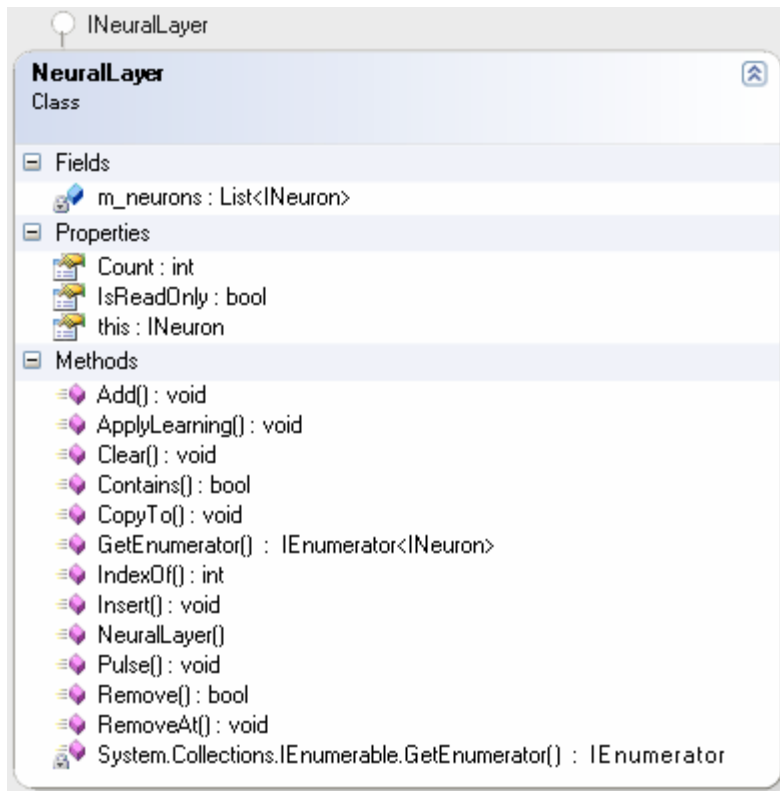 INeuralLayer
NeuralLayer
Class
Fields
m_neurons : List<INeuron>
Properties
Count : int
IsReadOnly : bool
this : INeuron
Methods
Add() : void
ApplyLearning() : void
Clear() : void
Contains() : bool
CopyTo() : void
GetEnumerator() : IEnumerator<INeuron>
IndexOf() : int
Insert() : void
NeuralLayer()
Pulse() : void
Remove() : bool
RemoveAt() : void
System.Collections.IEnumerable.GetEnumerator() : IEnumerator